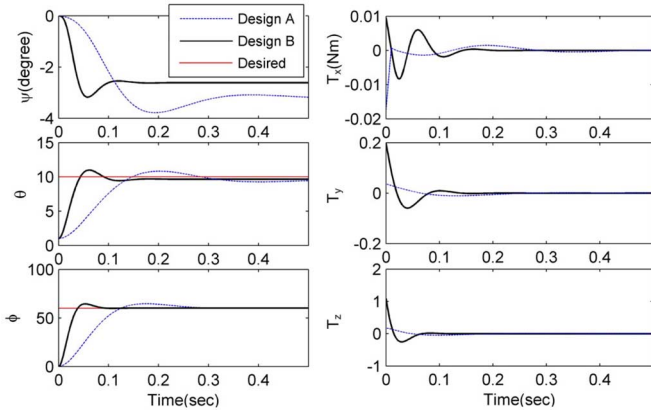 Design A
Design B
Desired
ψ(degree)
0
-2
-4
0 0.1 0.2 0.3 0.4
θ
15
10
5
0
0 0.1 0.2 0.3 0.4
ϕ
100
50
0
0 0.1 0.2 0.3 0.4
Time(sec)
Tx(Nm)
0.01
0
-0.01
-0.02
0 0.1 0.2 0.3 0.4
Ty
0.2
0
-0.2
0 0.1 0.2 0.3 0.4
Tz
2
1
0
-1
0 0.1 0.2 0.3 0.4
Time(sec)